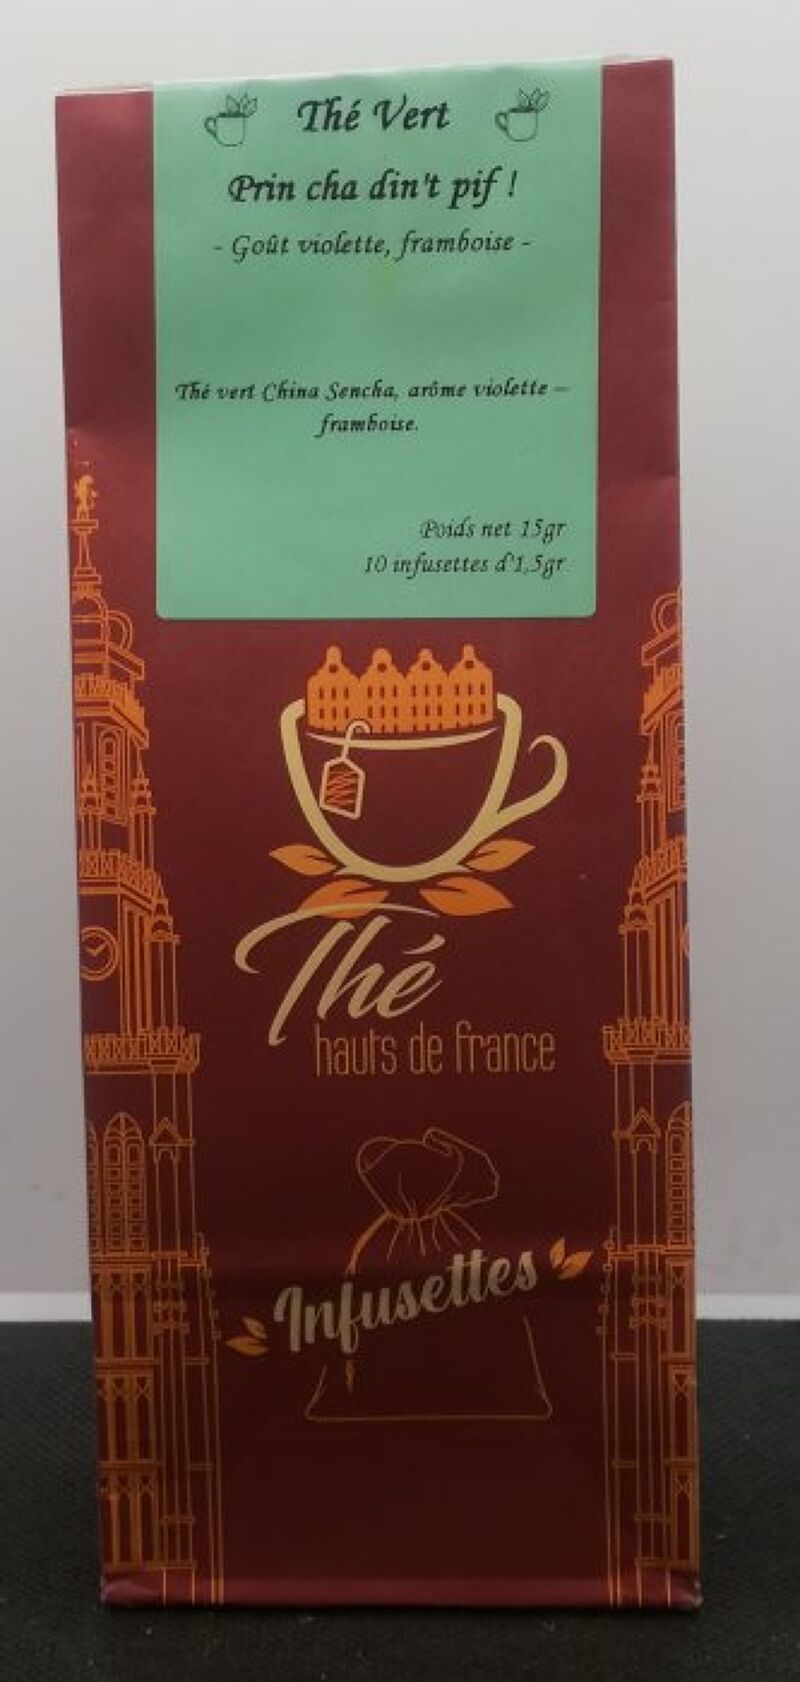 Thé Vert
Prin cha din't pif !
- Goût violette, framboise -
Thé vert China Sencha, arôme violette –
framboise.
Poids net 15gr
10 infusettes d'1,5gr
Thé
hauts de france
Infusettes